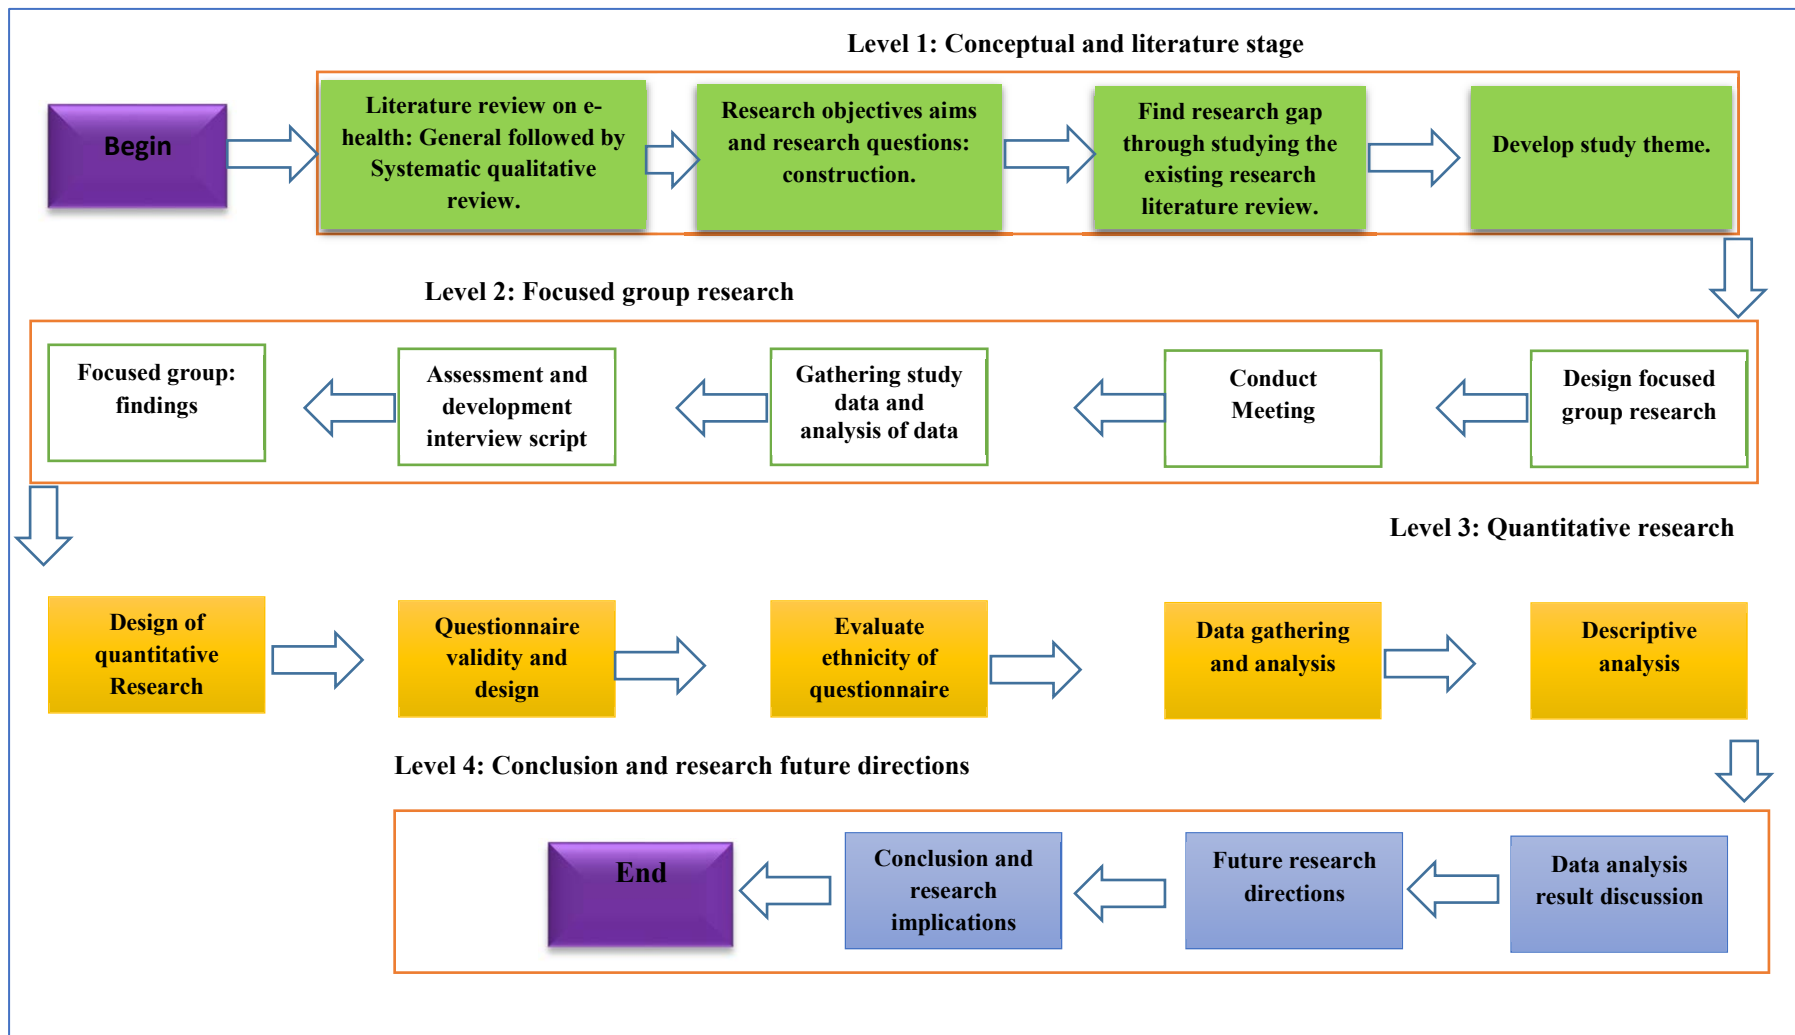 Level 1: Conceptual and literature stage
Begin
Literature review on e-
health: General followed by
Systematic qualitative
review.
Research objectives aims
and research questions:
construction.
Find research gap
through studying the
existing research
literature review.
Develop study theme.
Level 2: Focused group research
Focused group:
findings
Assessment and
development
interview script
Gathering study
data and
analysis of data
Conduct
Meeting
Design focused
group research
Level 3: Quantitative research
Design of
quantitative
Research
Questionnaire
validity and
design
Evaluate
ethnicity of
questionnaire
Data gathering
and analysis
Descriptive
analysis
Level 4: Conclusion and research future directions
End
Conclusion and
research
implications
Future research
directions
Data analysis
result discussion